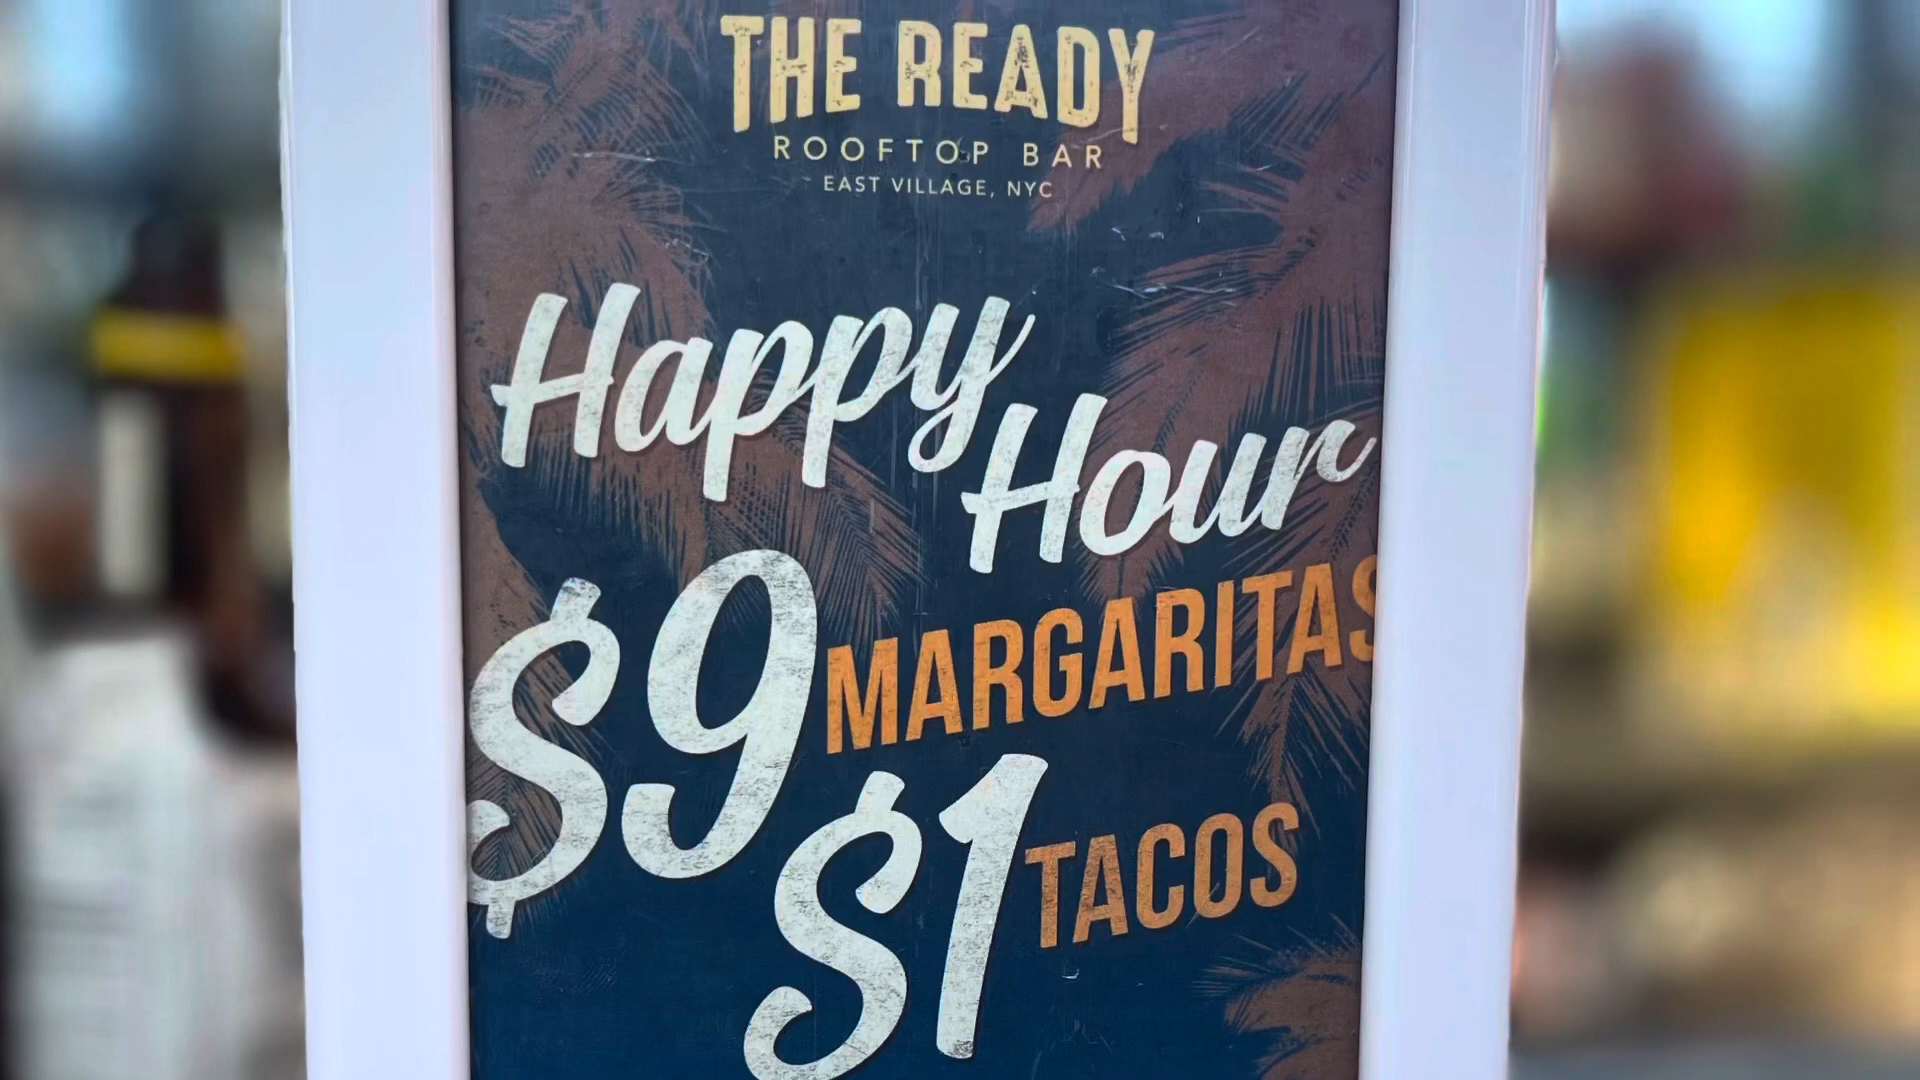 THE READY
ROOFTOP BAR
EAST VILLAGE, NYC
Happy
Hour
$9 MARGARITAS
$1 TACOS